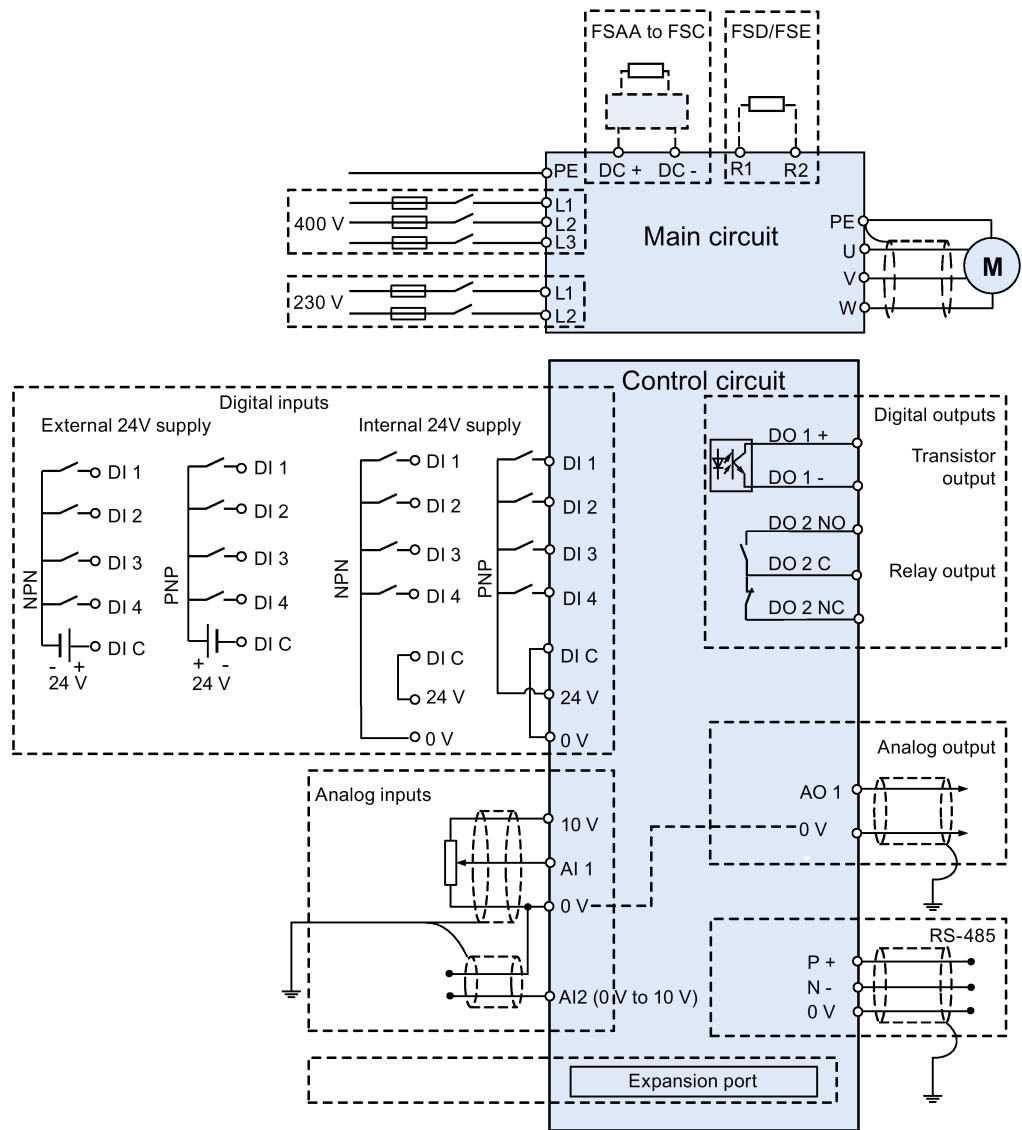 FSAA to FSC
FSD/FSE
PE
DC +
DC -
R1
R2
400 V
L1
L2
L3
Main circuit
PE
U
V
W
M
230 V
L1
L2
Control circuit
Digital inputs
External 24V supply
Internal 24V supply
NPN
DI 1
DI 2
DI 3
DI 4
DI C
- +
24 V
PNP
DI 1
DI 2
DI 3
DI 4
DI C
+ -
24 V
NPN
DI 1
DI 2
DI 3
DI 4
DI C
24 V
0 V
PNP
DI 1
DI 2
DI 3
DI 4
DI C
24 V
0 V
Digital outputs
DO 1 +
Transistor
output
DO 1 -
DO 2 NO
DO 2 C
Relay output
DO 2 NC
Analog output
AO 1
0 V
Analog inputs
10 V
AI 1
0 V
AI2 (0 V to 10 V)
RS-485
P +
N -
0 V
Expansion port